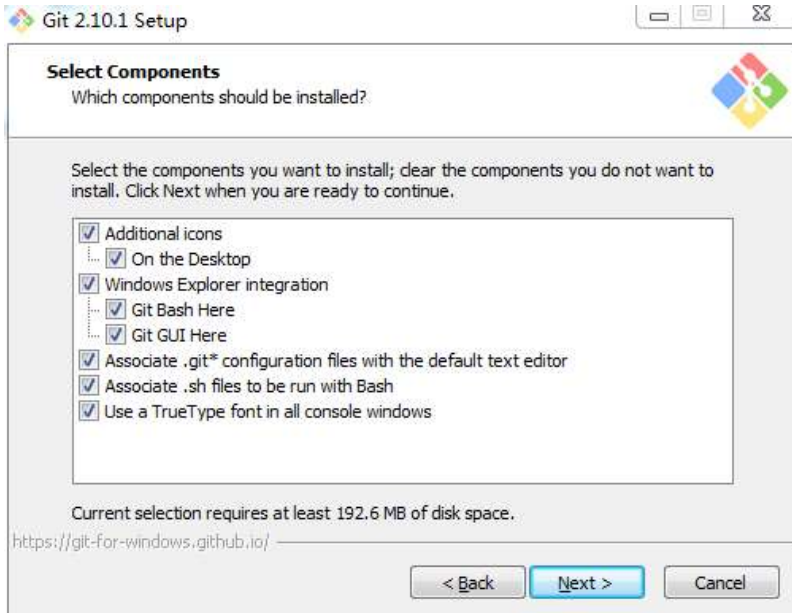 Git 2.10.1 Setup
Select Components
Which components should be installed?
Select the components you want to install; clear the components you do not want to
install. Click Next when you are ready to continue.
Additional icons
On the Desktop
Windows Explorer integration
Git Bash Here
Git GUI Here
Associate .git* configuration files with the default text editor
Associate .sh files to be run with Bash
Use a TrueType font in all console windows
Current selection requires at least 192.6 MB of disk space.
https://git-for-windows.github.io/
< Back Next > Cancel